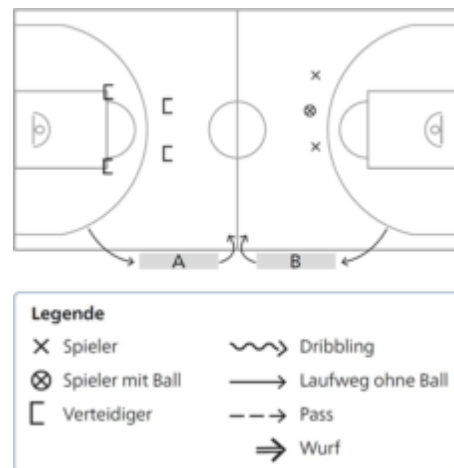 A B
Legende
Spieler
Dribbling
Spieler mit Ball
Laufweg ohne Ball
Verteidiger
Pass
Wurf